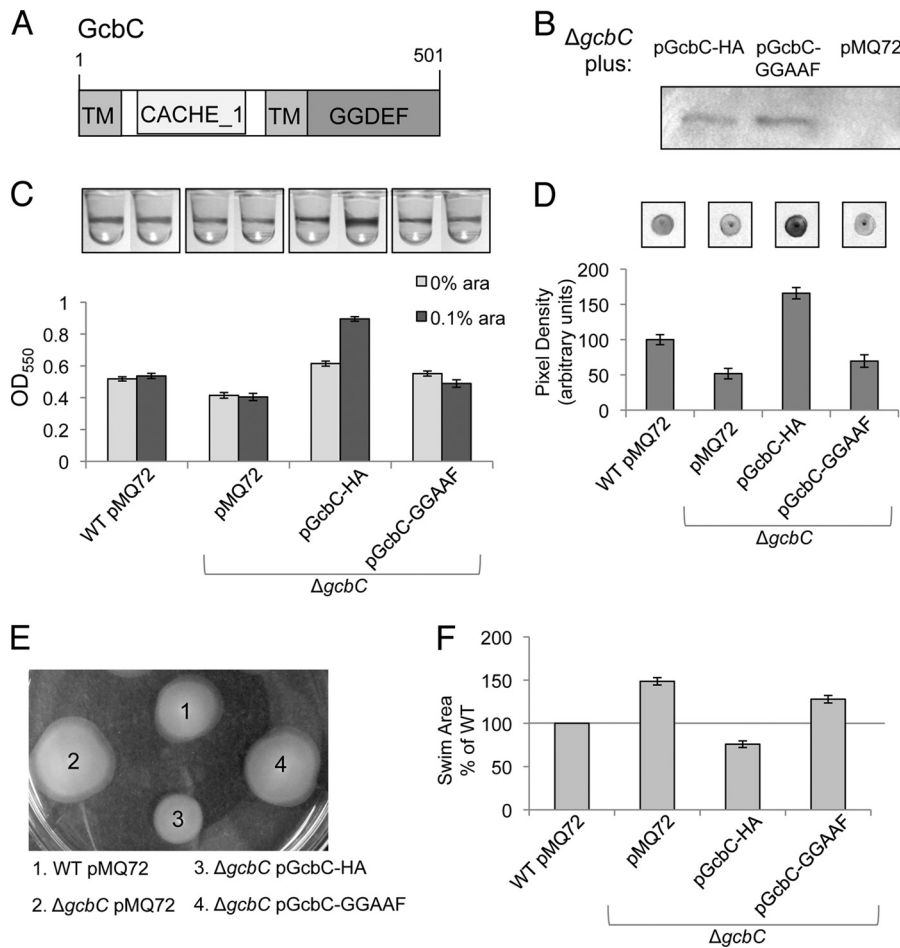 A
GcbC
1 501
TM CACHE_1 TM GGDEF
B
ΔgcbC plus:
pGcbC-HA
pGcbC-GGAAF
pMQ72
C
0% ara
0.1% ara
OD550
1
0.8
0.6
0.4
0.2
0
WT pMQ72
pMQ72
pGcbC-HA
pGcbC-GGAAF
ΔgcbC
D
Pixel Density
(arbitrary units)
200
150
100
50
0
WT pMQ72
pMQ72
pGcbC-HA
pGcbC-GGAAF
ΔgcbC
E
1
2
4
3
1. WT pMQ72 3. ΔgcbC pGcbC-HA
2. ΔgcbC pMQ72 4. ΔgcbC pGcbC-GGAAF
F
Swim Area
% of WT
200
150
100
50
0
WT pMQ72
pMQ72
pGcbC-HA
pGcbC-GGAAF
ΔgcbC